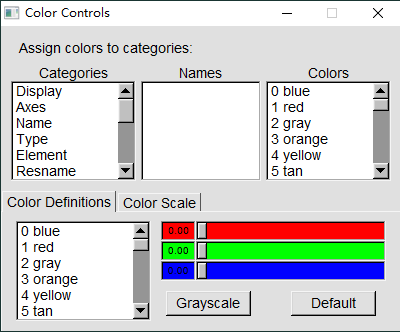 Color Controls
Assign colors to categories:
Categories Names Colors
Display
Axes
Name
Type
Element
Resname
0 blue
1 red
2 gray
3 orange
4 yellow
5 tan
Color Definitions Color Scale
0 blue
1 red
2 gray
3 orange
4 yellow
5 tan
0.00
0.00
0.00
Grayscale Default